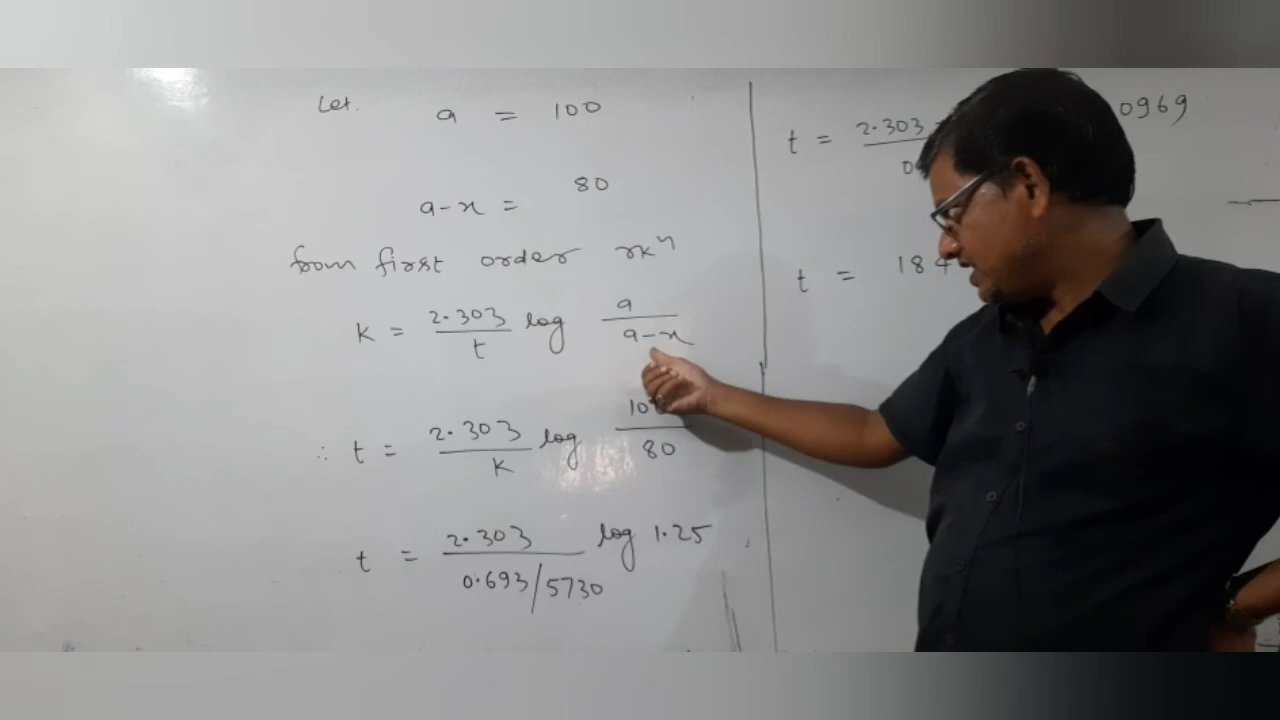 Let. a = 100
a-x = 80
from first order rxn
K = 2.303/t log a/a-x
∴ t = 2.303/K log 100/80
t = 2.303/0.693/5730 log 1.25
t = 2.303/0 0969
t = 184